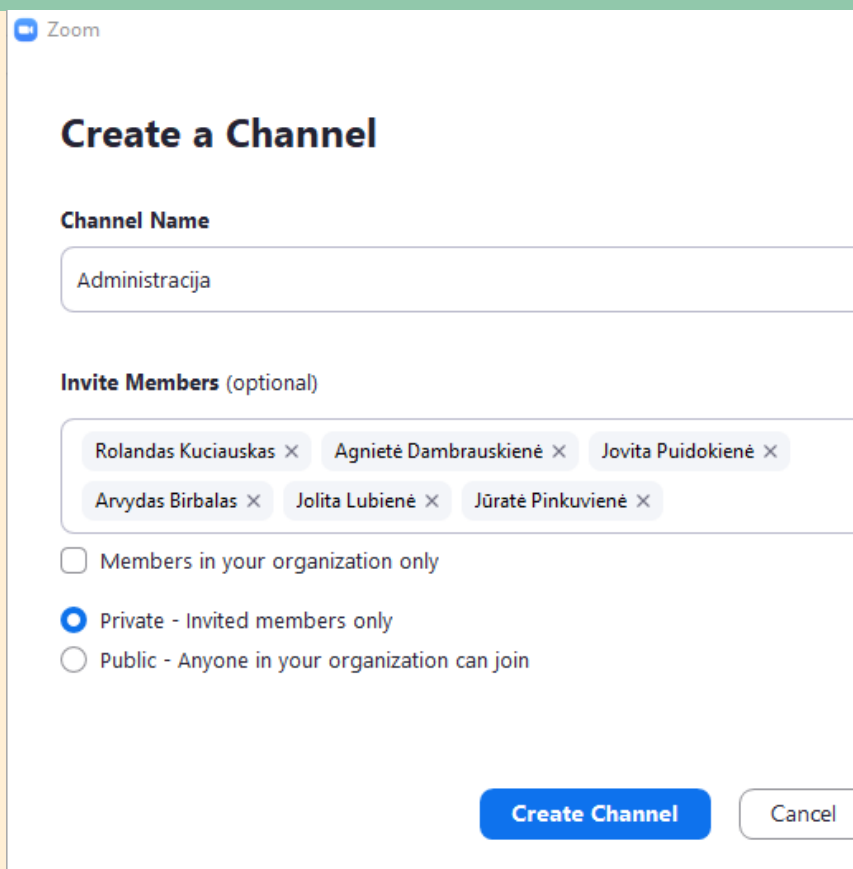 Zoom
Create a Channel
Channel Name
Administracija
Invite Members (optional)
Rolandas Kuciauskas × Agnietė Dambrauskienė × Jovita Puidokienė ×
Arvydas Birbalas × Jolita Lubienė × Jūratė Pinkuvienė ×
Members in your organization only
Private - Invited members only
Public - Anyone in your organization can join
Create Channel Cancel